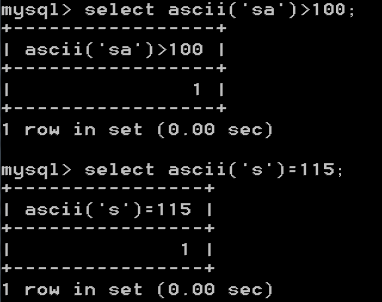 mysql> select ascii('sa')>100;
+------------------+
| ascii('sa')>100 |
+------------------+
|                1 |
+------------------+
1 row in set (0.00 sec)
mysql> select ascii('s')=115;
+-----------------+
| ascii('s')=115 |
+-----------------+
|               1 |
+-----------------+
1 row in set (0.00 sec)